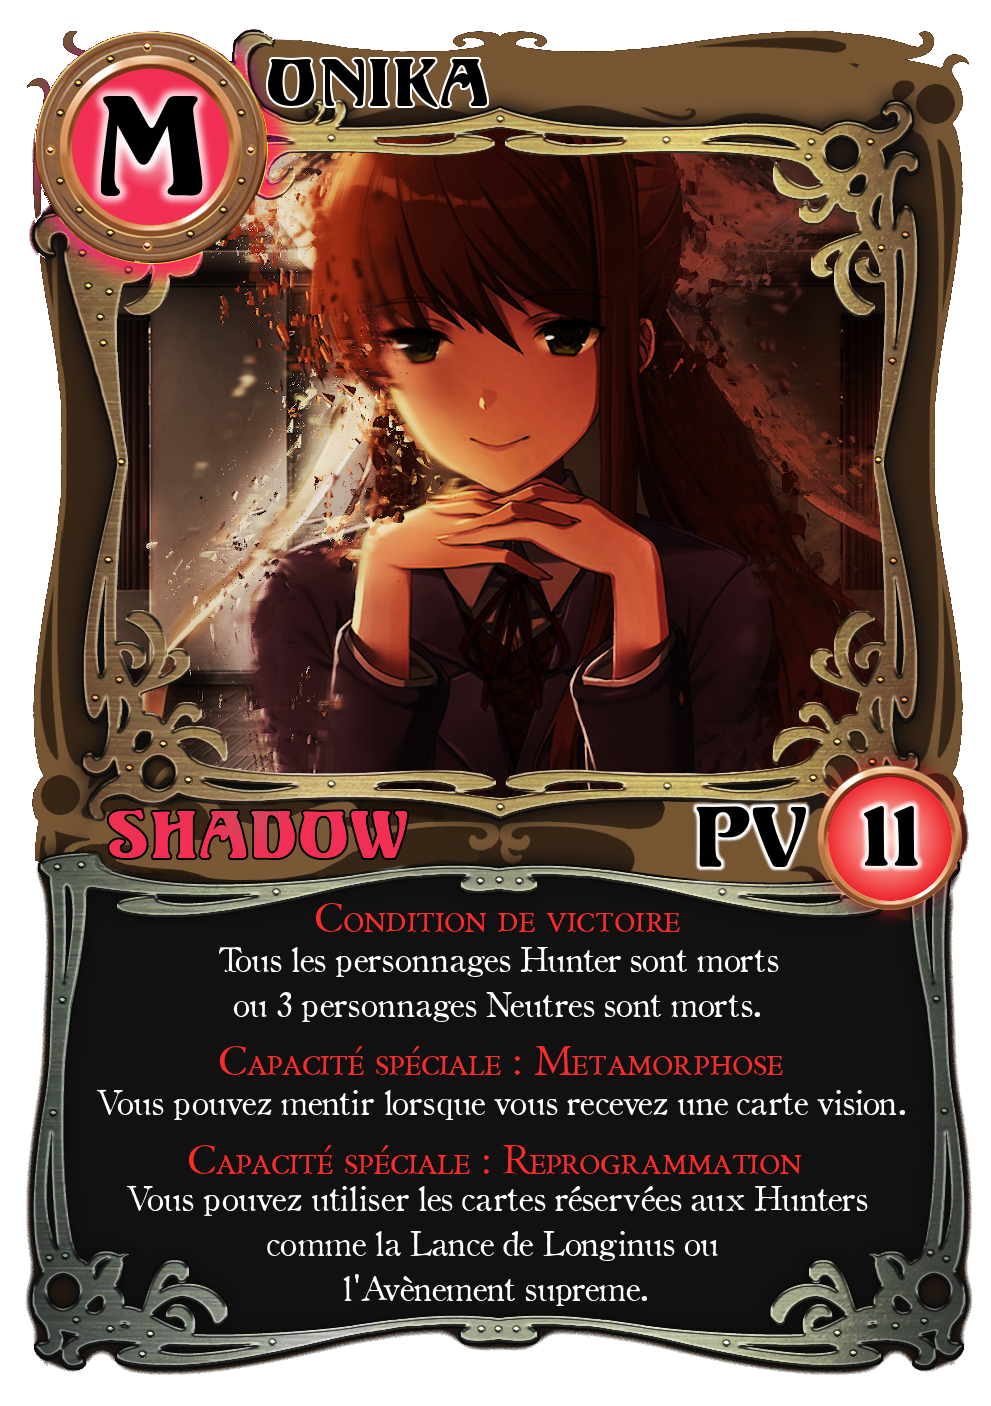 MONIKA
SHADOW
PV 11
Condition de victoire
Tous les personnages Hunter sont morts
ou 3 personnages Neutres sont morts.
Capacité spéciale : Metamorphose
Vous pouvez mentir lorsque vous recevez une carte vision.
Capacité spéciale : Reprogrammation
Vous pouvez utiliser les cartes réservées aux Hunters
comme la Lance de Longinus ou
l'Avènement supreme.